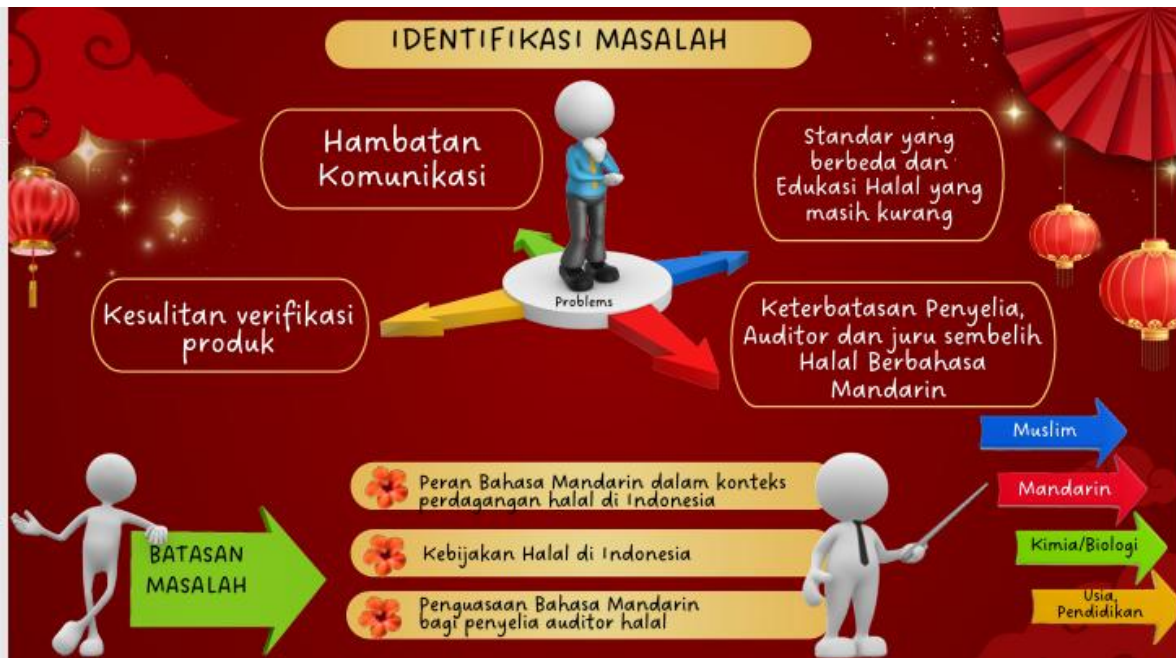 IDENTIFIKASI MASALAH
Hambatan
Komunikasi
Standar yang
berbeda dan
Edukasi Halal yang
masih kurang
Kesulitan verifikasi
produk
Problems
Keterbatasan Penyelia,
Auditor dan juru sembelih
Halal Berbahasa
Mandarin
BATASAN
MASALAH
Peran Bahasa Mandarin dalam konteks
perdagangan halal di Indonesia
Kebijakan Halal di Indonesia
Penguasaan Bahasa Mandarin
bagi penyelia auditor halal
Muslim
Mandarin
Kimia/Biologi
Usia,
Pendidikan